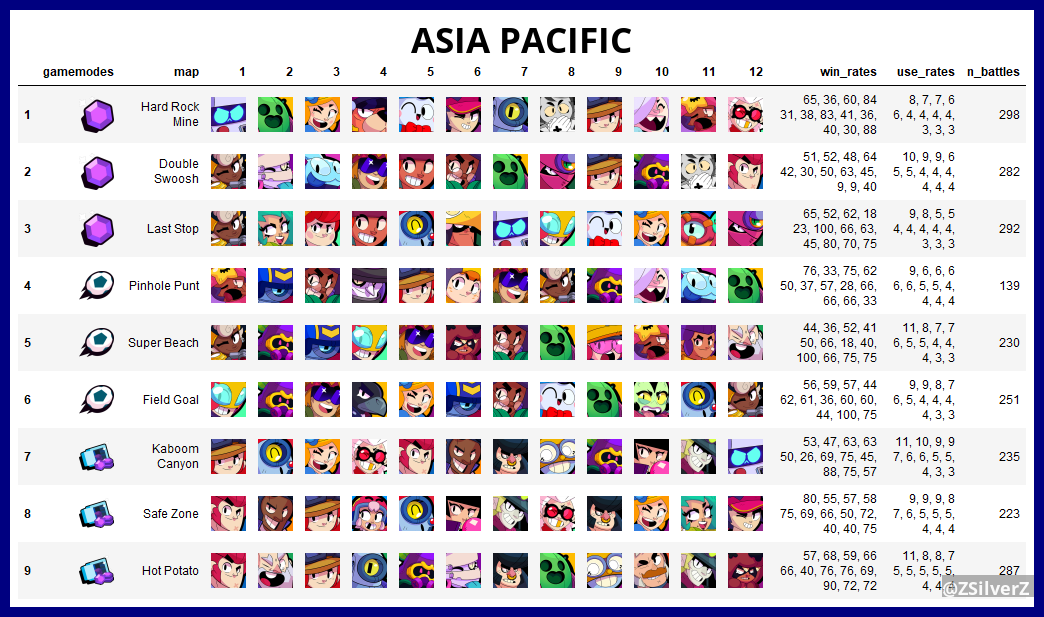 ASIA PACIFIC
gamemodes map 1 2 3 4 5 6 7 8 9 10 11 12 win_rates use_rates n_battles
1 Hard Rock Mine 65, 36, 60, 84 31, 38, 83, 41, 36, 40, 30, 88 8, 7, 7, 6 6, 4, 4, 4, 4, 3, 3, 3 298
2 Double Swoosh 51, 52, 48, 64 42, 30, 50, 63, 45, 9, 9, 40 10, 9, 9, 6 5, 5, 4, 4, 4, 4, 4, 4 282
3 Last Stop 65, 52, 62, 18 23, 100, 66, 63, 45, 80, 70, 75 9, 8, 5, 5 4, 4, 4, 4, 4, 3, 3, 3 292
4 Pinhole Punt 76, 33, 75, 62 50, 37, 57, 28, 66, 66, 66, 33 9, 6, 6, 6 6, 6, 5, 5, 4, 4, 4, 4 139
5 Super Beach 44, 36, 52, 41 50, 66, 18, 40, 100, 66, 75, 75 11, 8, 7, 7 6, 5, 5, 4, 4, 4, 3, 3 230
6 Field Goal 56, 59, 57, 44 62, 61, 36, 60, 60, 44, 100, 75 9, 9, 8, 7 6, 5, 4, 4, 4, 4, 3, 3 251
7 Kaboom Canyon 53, 47, 63, 63 50, 26, 69, 75, 45, 88, 75, 57 11, 10, 9, 9 7, 6, 6, 5, 5, 4, 3, 3 235
8 Safe Zone 80, 55, 57, 58 75, 69, 66, 50, 72, 40, 40, 75 9, 9, 9, 8 7, 6, 5, 5, 5, 4, 4, 4 223
9 Hot Potato 57, 68, 59, 66 66, 40, 76, 76, 69, 90, 72, 72 11, 8, 8, 7 5, 5, 5, 5, 5, 4, 4, 287
@ZSilverZ